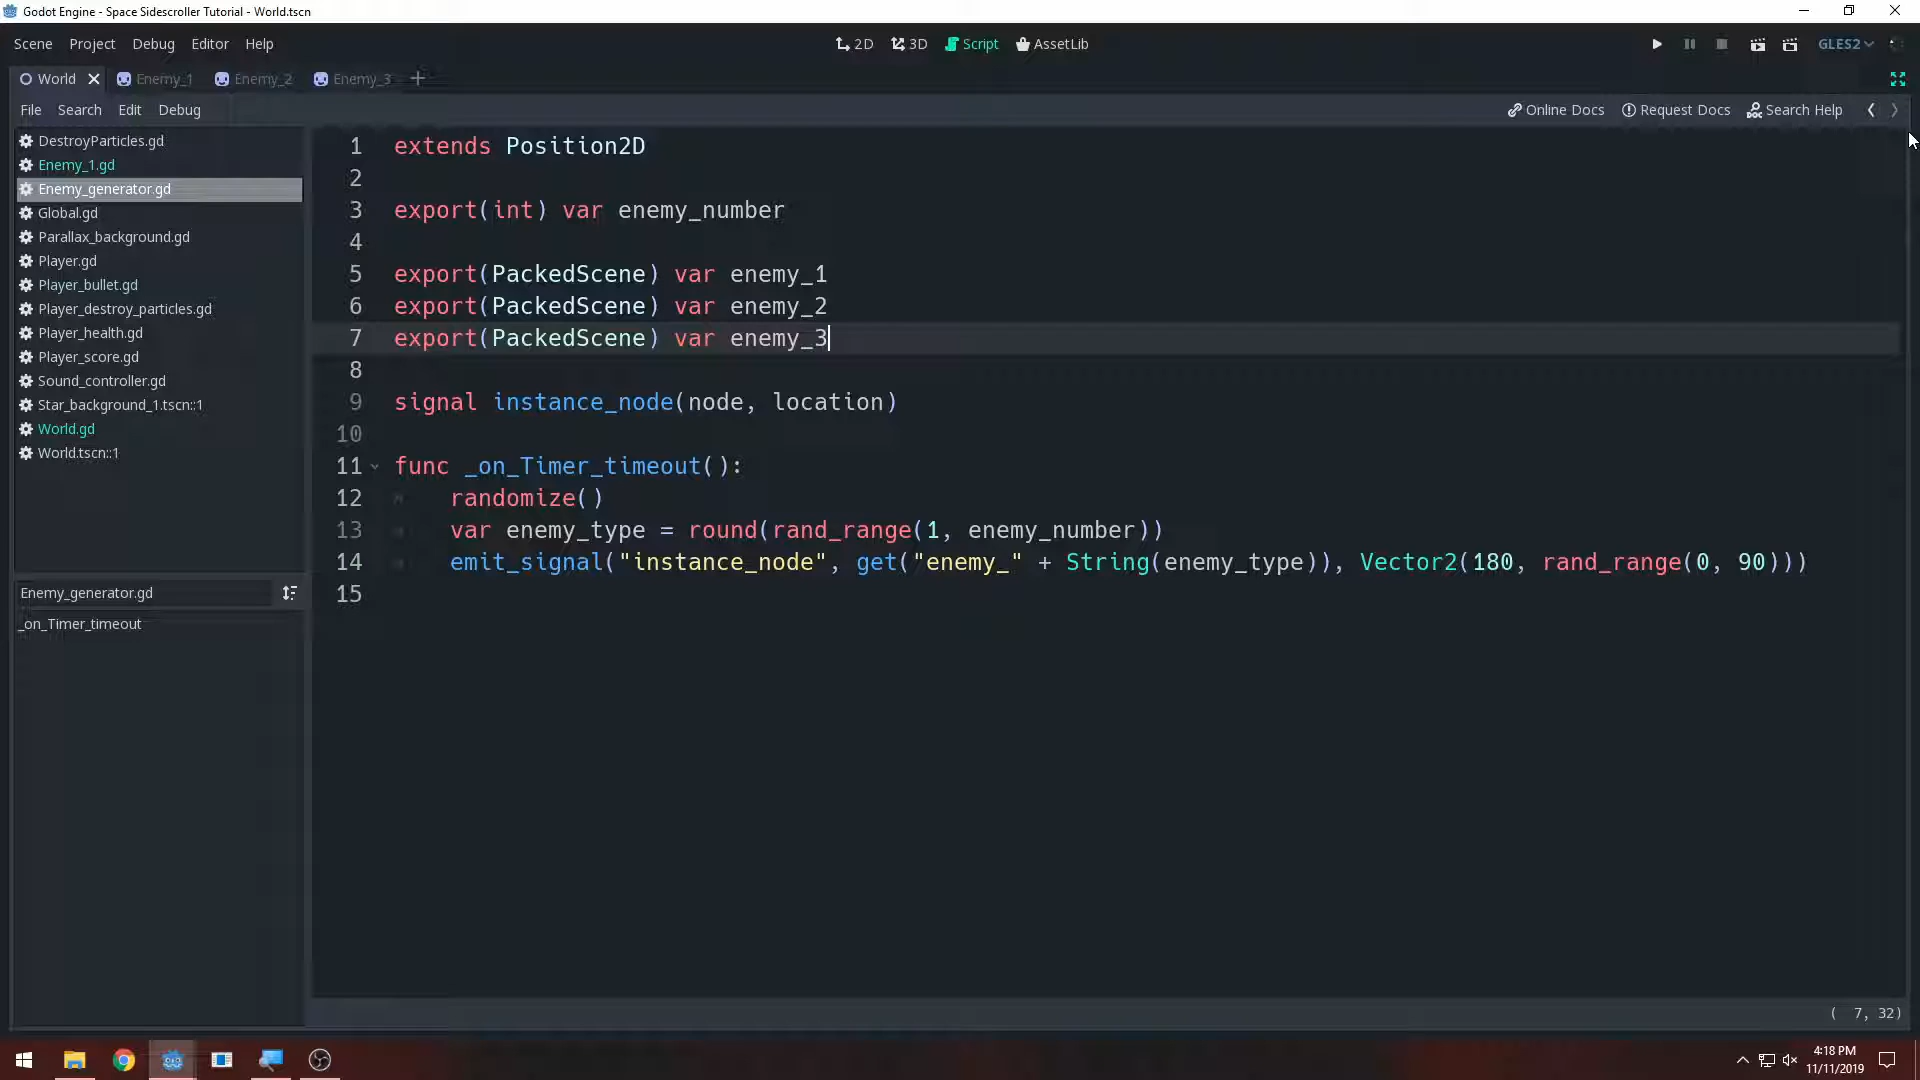 Godot Engine - Space Sidescroller Tutorial - World.tscn
Scene Project Debug Editor Help
2D 3D Script AssetLib
GLES2
World Enemy_1 Enemy_2 Enemy_3
File Search Edit Debug
Online Docs Request Docs Search Help
DestroyParticles.gd
Enemy_1.gd
Enemy_generator.gd
Global.gd
Parallax_background.gd
Player.gd
Player_bullet.gd
Player_destroy_particles.gd
Player_health.gd
Player_score.gd
Sound_controller.gd
Star_background_1.tscn::1
World.gd
World.tscn::1
Enemy_generator.gd
_on_Timer_timeout
1 extends Position2D
2
3 export(int) var enemy_number
4
5 export(PackedScene) var enemy_1
6 export(PackedScene) var enemy_2
7 export(PackedScene) var enemy_3
8
9 signal instance_node(node, location)
10
11 func _on_Timer_timeout():
12 randomize()
13 var enemy_type = round(rand_range(1, enemy_number))
14 emit_signal("instance_node", get("enemy_" + String(enemy_type)), Vector2(180, rand_range(0, 90)))
15
( 7, 32)
4:18 PM
11/11/2019